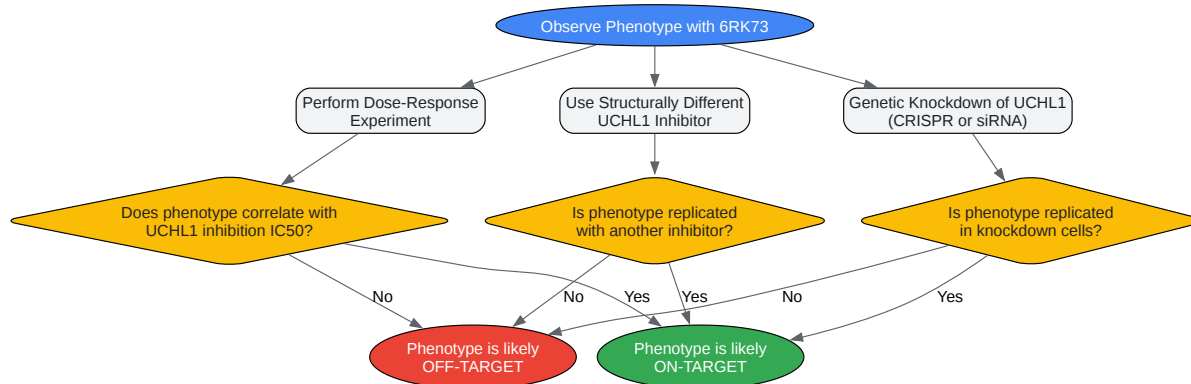 Observe Phenotype with 6RK73
Perform Dose-Response
Experiment
Use Structurally Different
UCHL1 Inhibitor
Genetic Knockdown of UCHL1
(CRISPR or siRNA)
Does phenotype correlate with
UCHL1 inhibition IC50?
Is phenotype replicated
with another inhibitor?
Is phenotype replicated
in knockdown cells?
No
Yes
No
Yes
No
Yes
Phenotype is likely
OFF-TARGET
Phenotype is likely
ON-TARGET